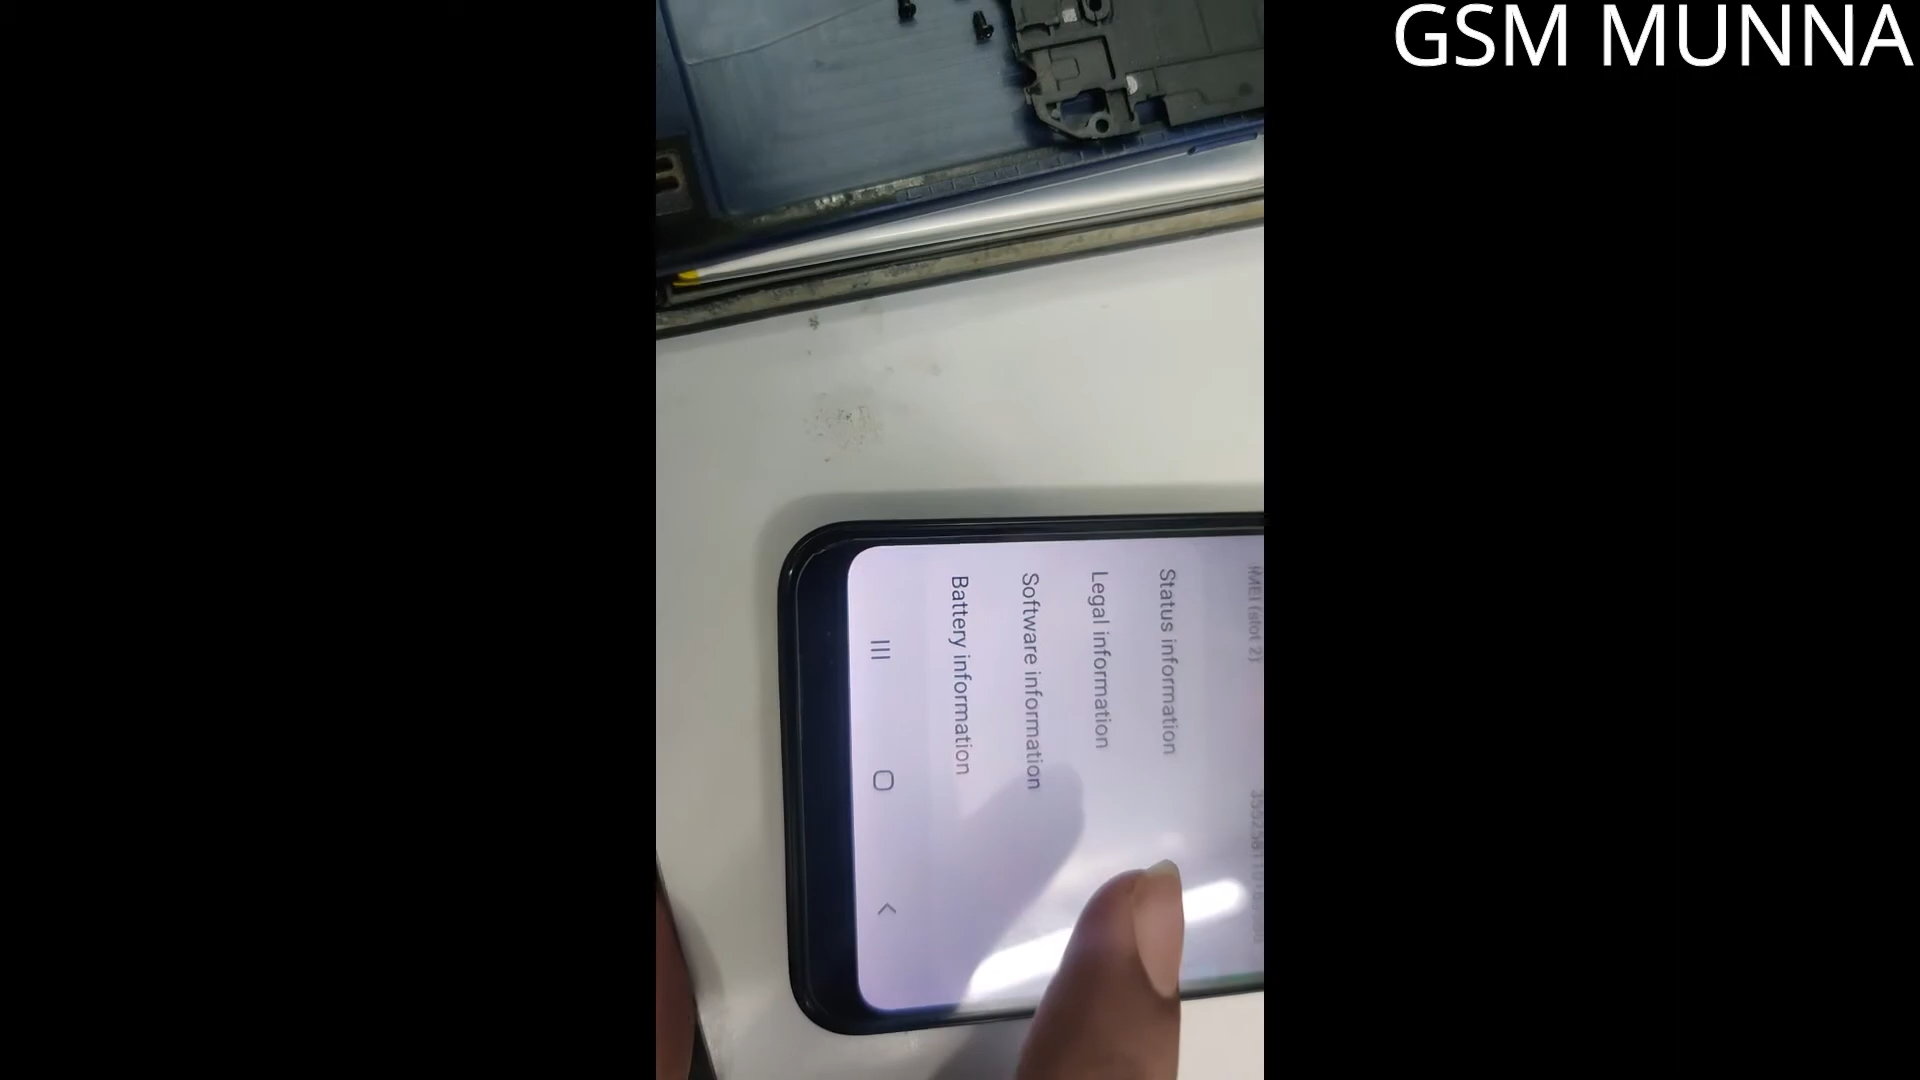 GSM MUNNA
IMEI (slot 2)
Status information
Legal information
Software information
Battery information